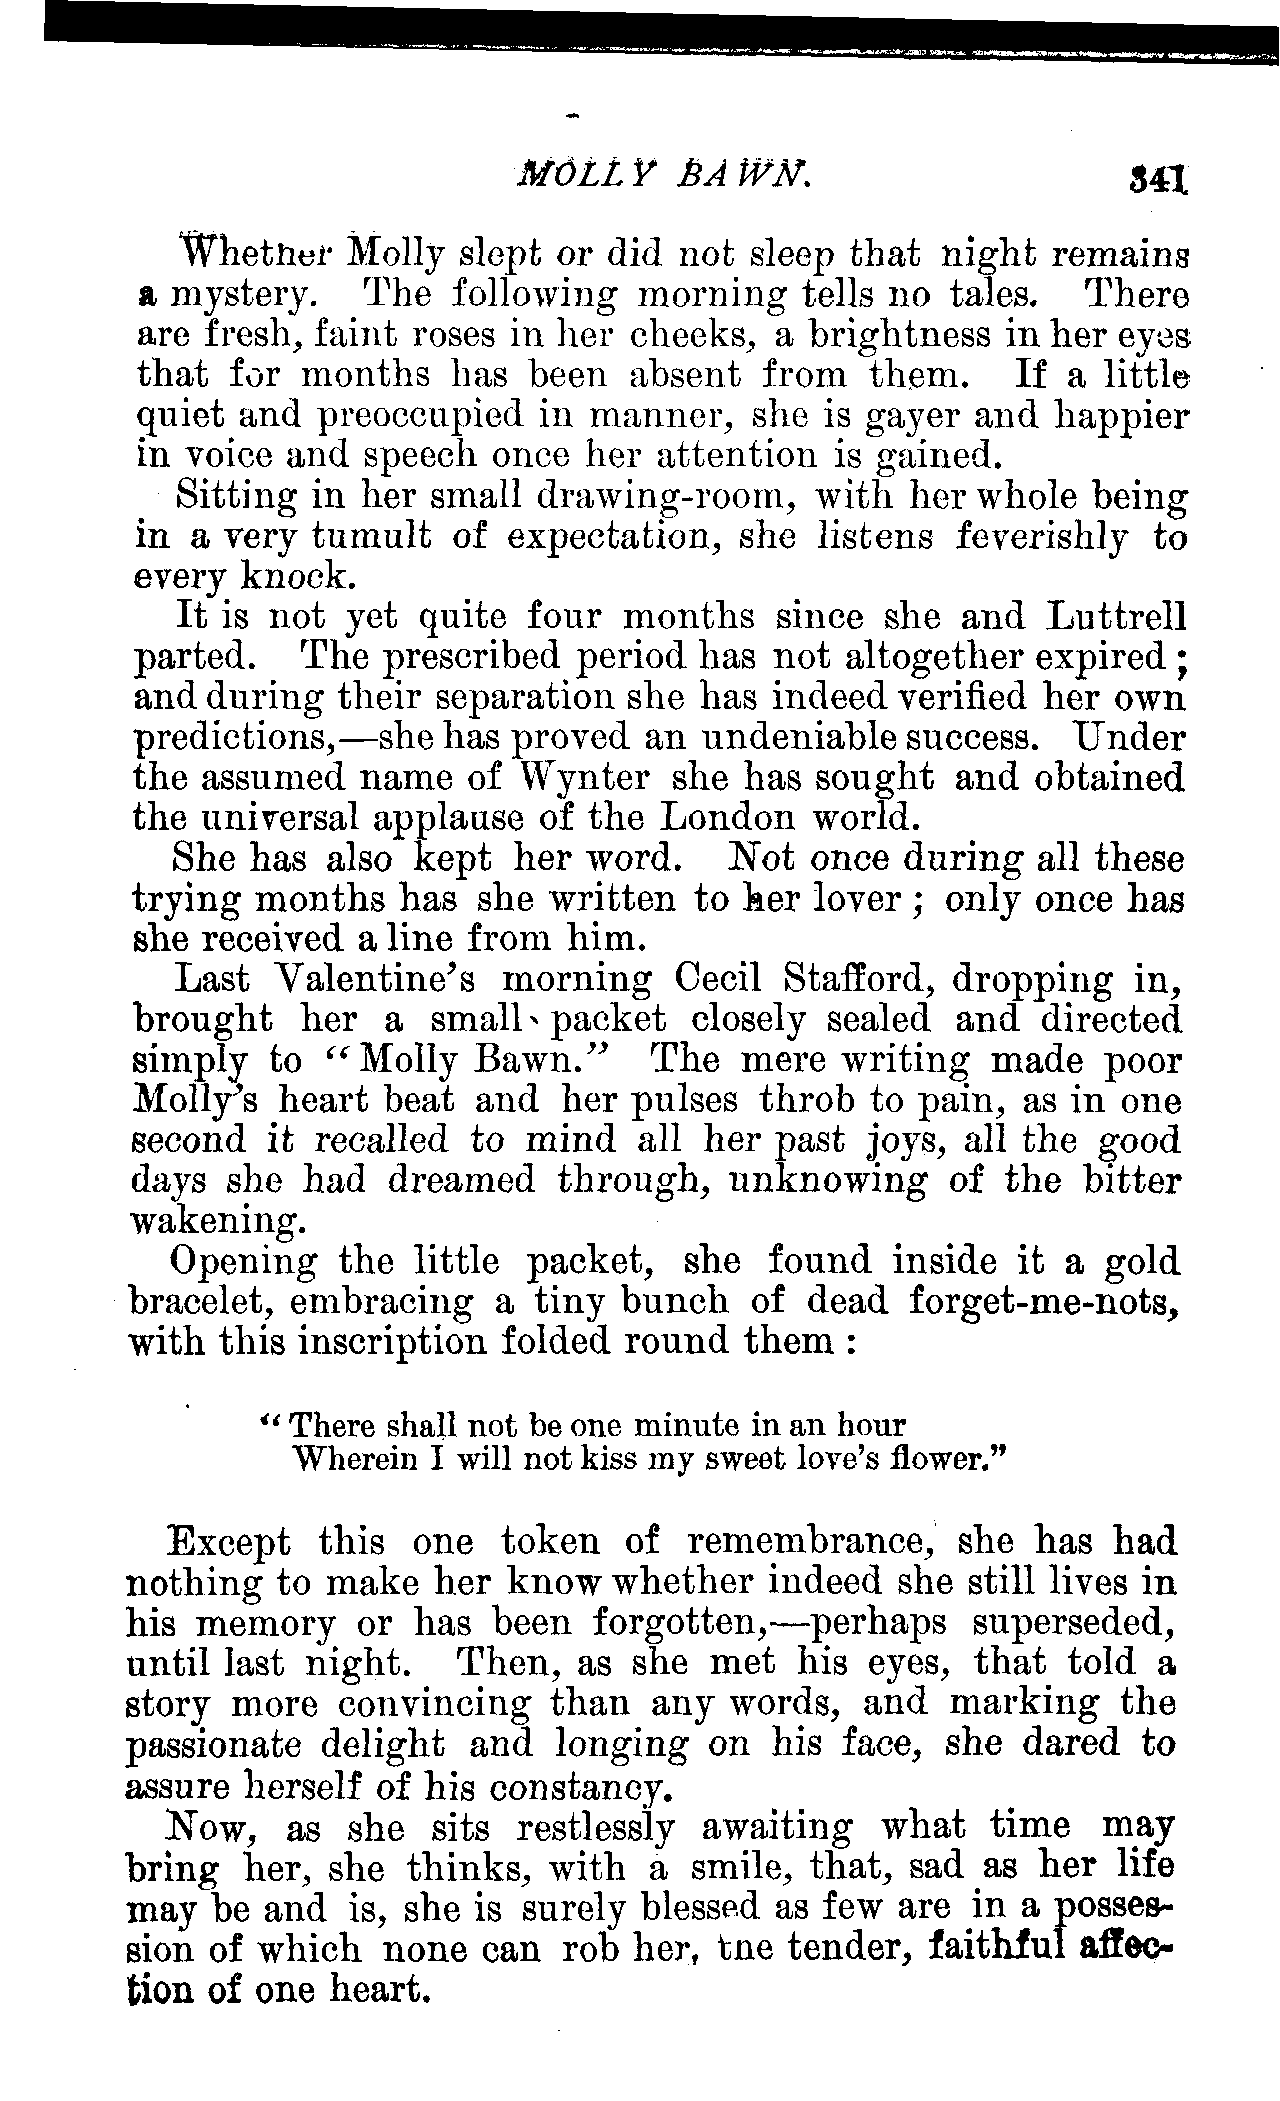 MOLLY BAWN. 341
Whether Molly slept or did not sleep that night remains
a mystery. The following morning tells no tales. There
are fresh, faint roses in her cheeks, a brightness in her eyes
that for months has been absent from them. If a little
quiet and preoccupied in manner, she is gayer and happier
in voice and speech once her attention is gained.
Sitting in her small drawing-room, with her whole being
in a very tumult of expectation, she listens feverishly to
every knock.
It is not yet quite four months since she and Luttrell
parted. The prescribed period has not altogether expired;
and during their separation she has indeed verified her own
predictions,—she has proved an undeniable success. Under
the assumed name of Wynter she has sought and obtained
the universal applause of the London world.
She has also kept her word. Not once during all these
trying months has she written to her lover; only once has
she received a line from him.
Last Valentine's morning Cecil Stafford, dropping in,
brought her a small packet closely sealed and directed
simply to "Molly Bawn." The mere writing made poor
Molly's heart beat and her pulses throb to pain, as in one
second it recalled to mind all her past joys, all the good
days she had dreamed through, unknowing of the bitter
wakening.
Opening the little packet, she found inside it a gold
bracelet, embracing a tiny bunch of dead forget-me-nots,
with this inscription folded round them:
"There shall not be one minute in an hour
Wherein I will not kiss my sweet love's flower."
Except this one token of remembrance, she has had
nothing to make her know whether indeed she still lives in
his memory or has been forgotten,—perhaps superseded,
until last night. Then, as she met his eyes, that told a
story more convincing than any words, and marking the
passionate delight and longing on his face, she dared to
assure herself of his constancy.
Now, as she sits restlessly awaiting what time may
bring her, she thinks, with a smile, that, sad as her life
may be and is, she is surely blessed as few are in a posses-
sion of which none can rob her, the tender, faithful affec-
tion of one heart.